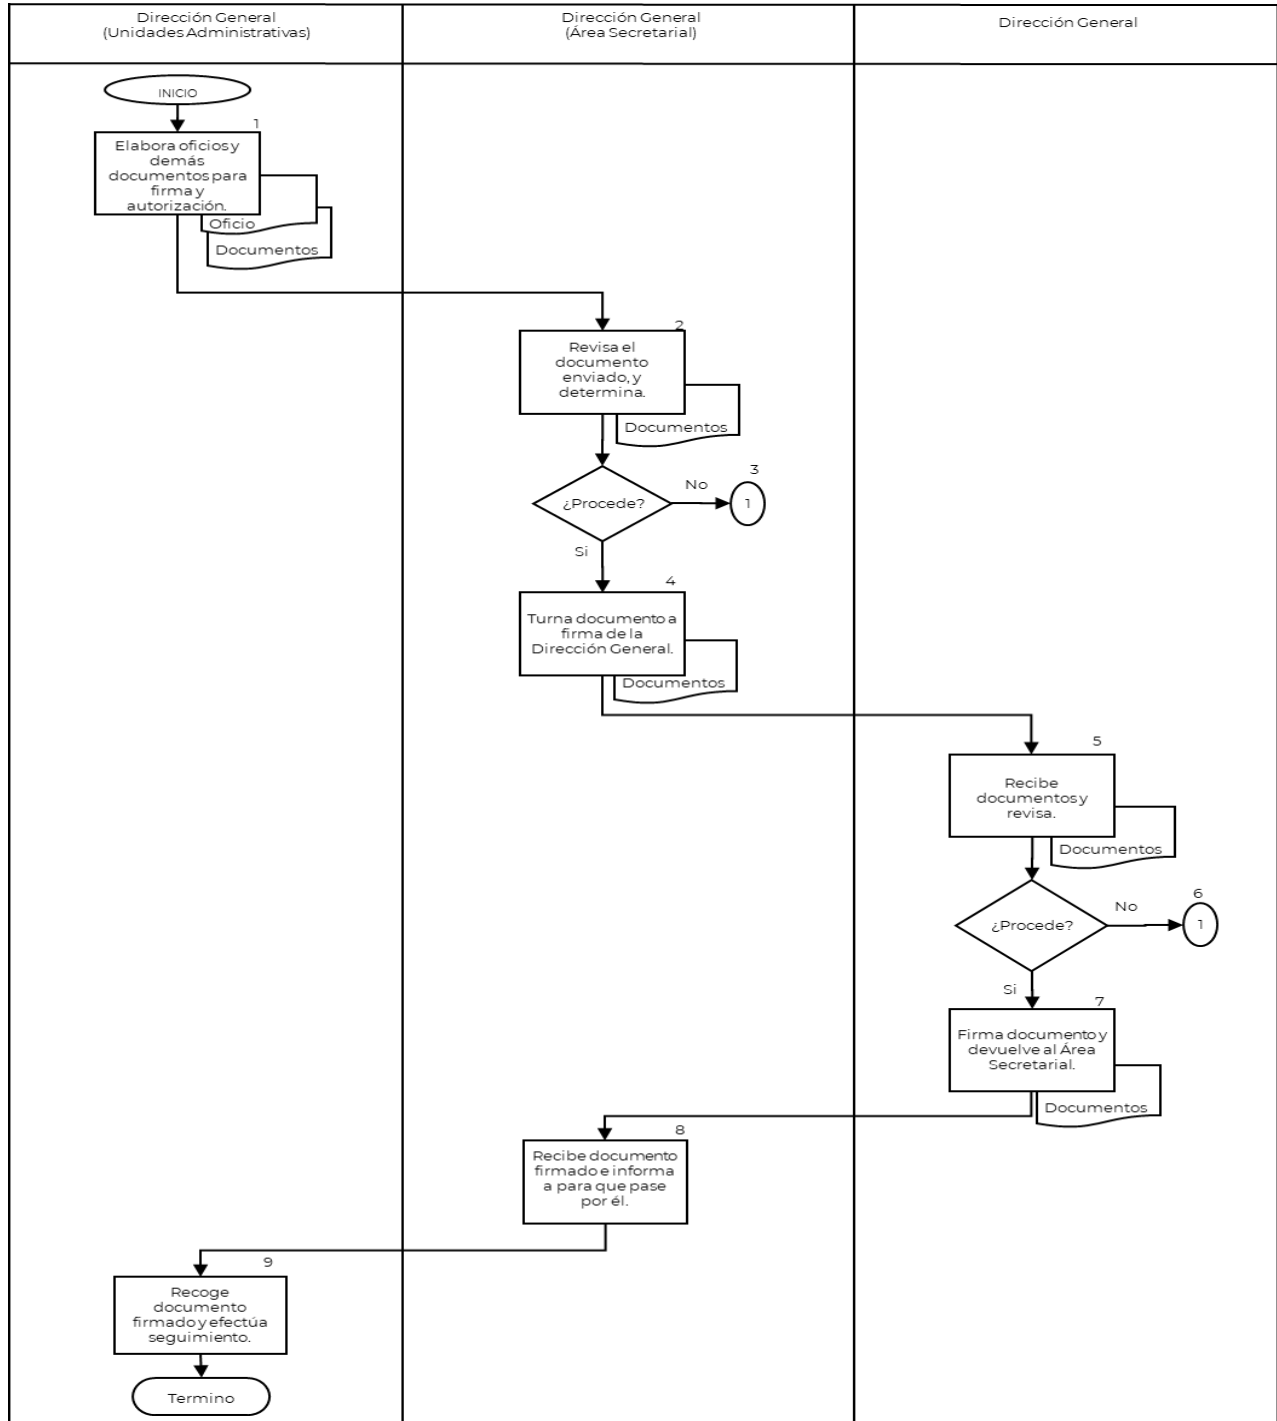 Dirección General
(Unidades Administrativas)
Dirección General
(Área Secretarial)
Dirección General
INICIO
1
Elabora oficios y
demás
documentos para
firma y
autorización.
Oficio
Documentos
2
Revisa el
documento
enviado, y
determina.
Documentos
¿Procede?
No
3
1
Si
4
Turna documento a
firma de la
Dirección General.
Documentos
5
Recibe
documentos y
revisa.
Documentos
¿Procede?
No
6
1
Si
7
Firma documento y
devuelve al Área
Secretarial.
Documentos
8
Recibe documento
firmado e informa
a para que pase
por él.
9
Recoge
documento
firmado y efectúa
seguimiento.
Termino